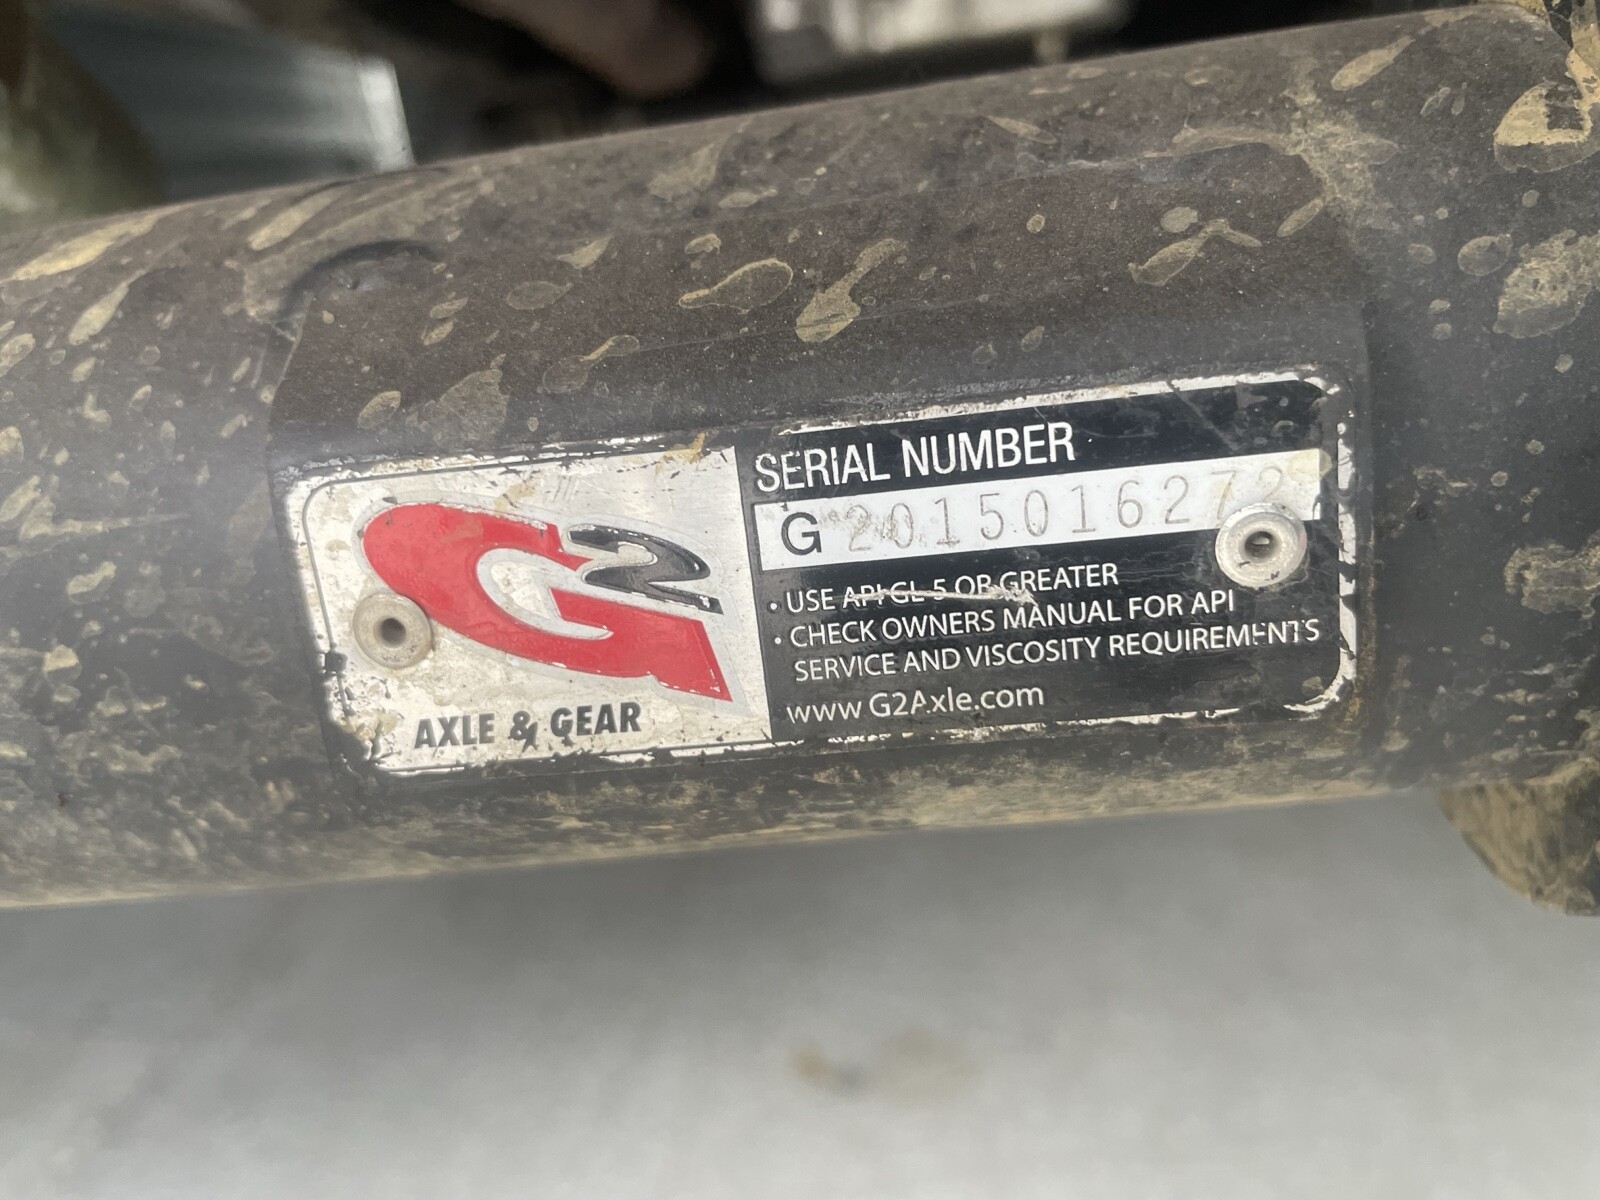 G2
AXLE & GEAR
SERIAL NUMBER
G
• USE API GL-5 OR GREATER
• CHECK OWNERS MANUAL FOR API
SERVICE AND VISCOSITY REQUIREMENTS
www.G2Axle.com